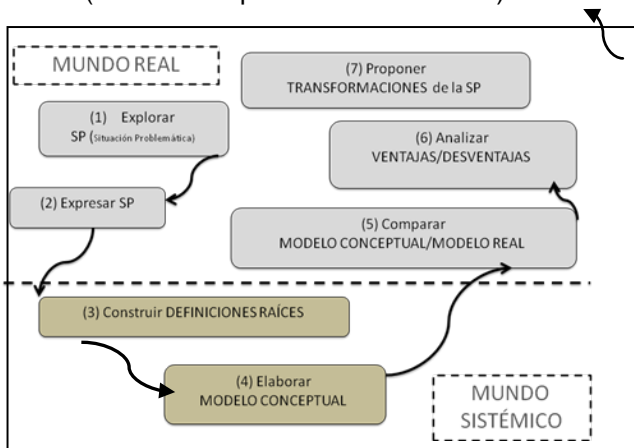 MUNDO REAL
(7) Proponer
TRANSFORMACIONES de la SP
(1) Explorar
SP (Situación Problemática)
(6) Analizar
VENTAJAS/DESVENTAJAS
(2) Expresar SP
(5) Comparar
MODELO CONCEPTUAL/MODELO REAL
(3) Construir DEFINICIONES RAÍCES
(4) Elaborar
MODELO CONCEPTUAL
MUNDO
SISTÉMICO